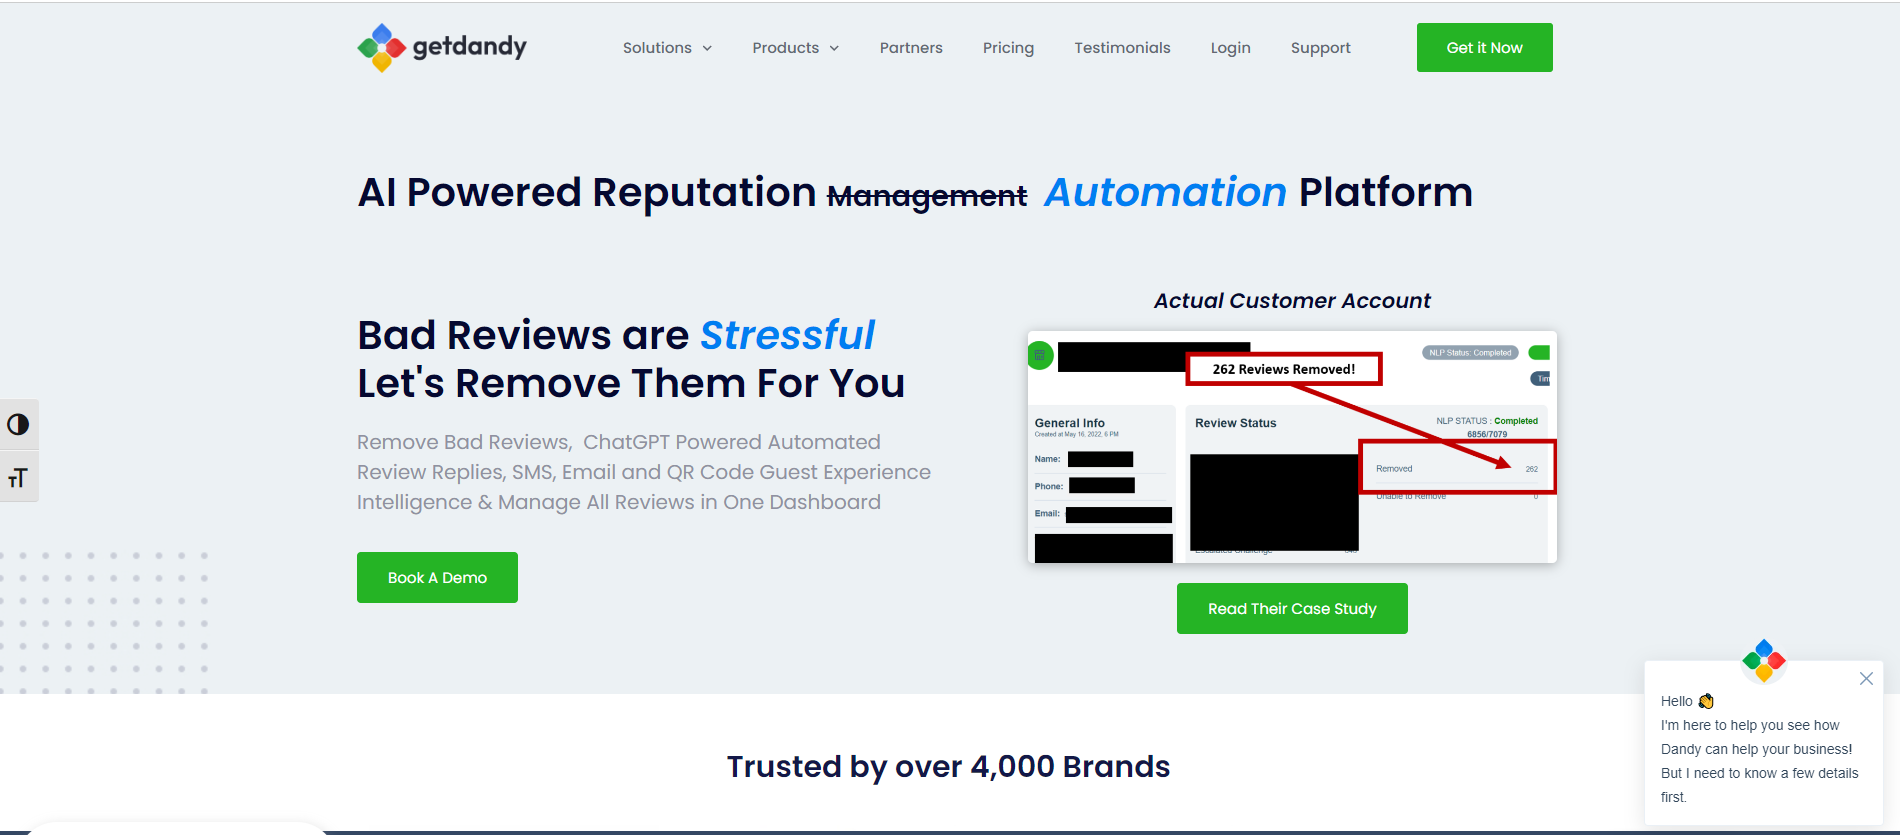 getdandy
Solutions
Products
Partners
Pricing
Testimonials
Login
Support
Get it Now
AI Powered Reputation Management Automation Platform
Bad Reviews are Stressful
Let's Remove Them For You
Remove Bad Reviews, ChatGPT Powered Automated
Review Replies, SMS, Email and QR Code Guest Experience
Intelligence & Manage All Reviews in One Dashboard
Book A Demo
Actual Customer Account
NLP Status: Completed
262 Reviews Removed!
Tim
General Info
Created at May 16, 2022, 6 PM
Name:
Phone:
Email:
Review Status
NLP STATUS : Completed
6856/7079
Removed 262
Unable to Remove 0
Escalated Challenge
Read Their Case Study
Trusted by over 4,000 Brands
Hello
I'm here to help you see how
Dandy can help your business!
But I need to know a few details
first.
TT